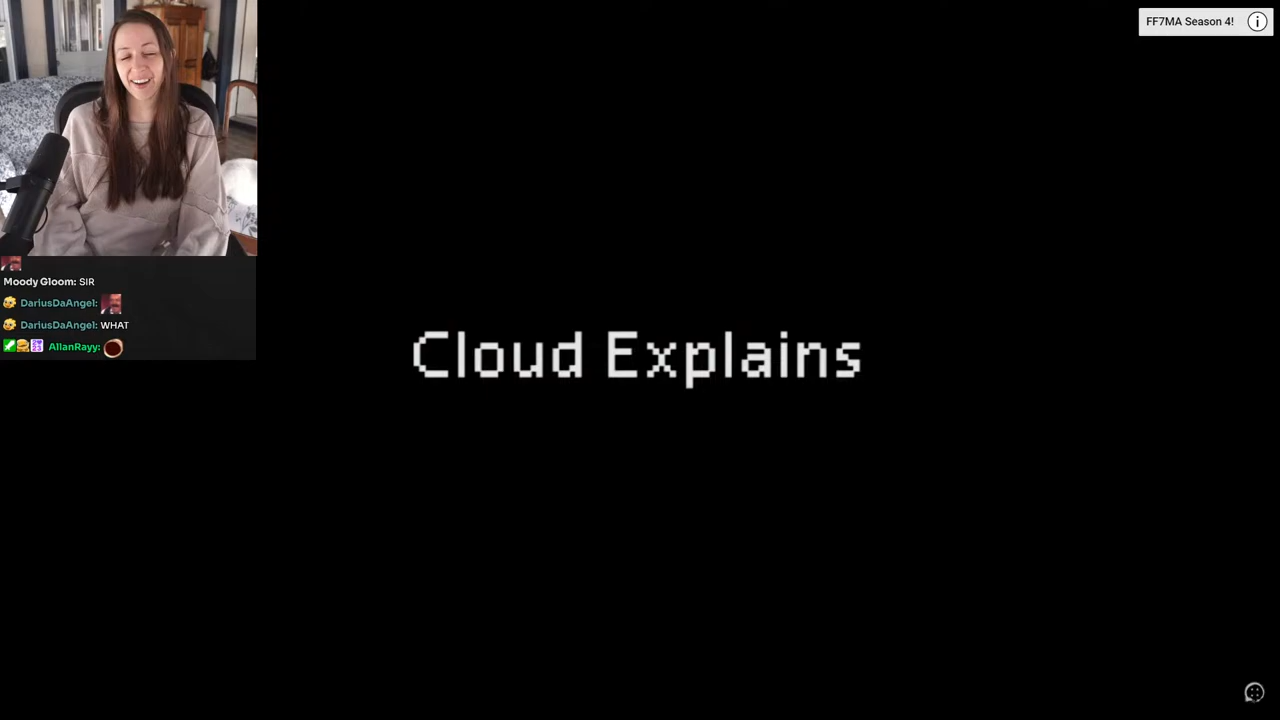 FF7MA Season 4!
Moody Gloom: SIR
DariusDaAngel:
DariusDaAngel: WHAT
AllanRayy:
Cloud Explains